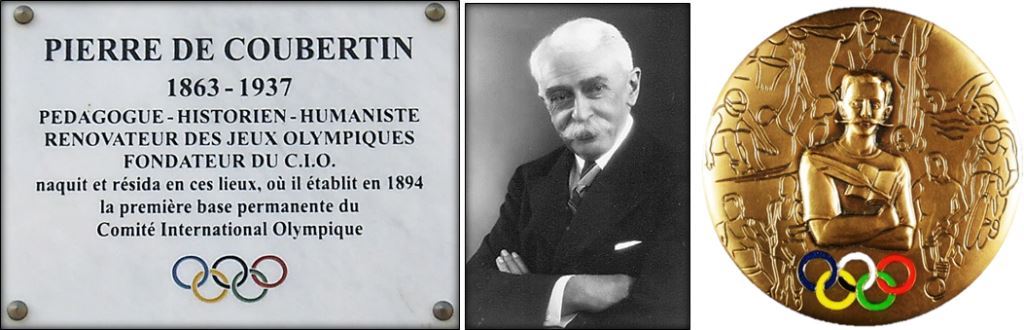 PIERRE DE COUBERTIN
1863 - 1937
PEDAGOGUE - HISTORIEN - HUMANISTE
RENOVATEUR DES JEUX OLYMPIQUES
FONDATEUR DU C.I.O.
naquit et résida en ces lieux, où il établit en 1894
la première base permanente du
Comité International Olympique